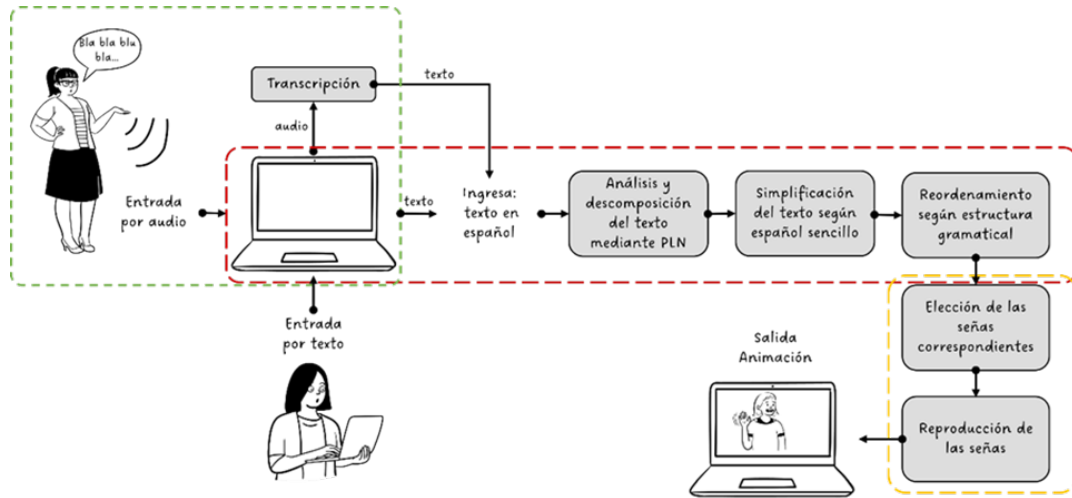 Bla bla blu
bla...
Transcripción
texto
audio
Entrada
por audio
texto
Ingresa:
texto en
español
Análisis y
descomposición
del texto
mediante PLN
Simplificación
del texto según
español sencillo
Reordenamiento
según estructura
gramatical
Entrada
por texto
Elección de las
señas
correspondientes
Salida
Animación
Reproducción de
las señas